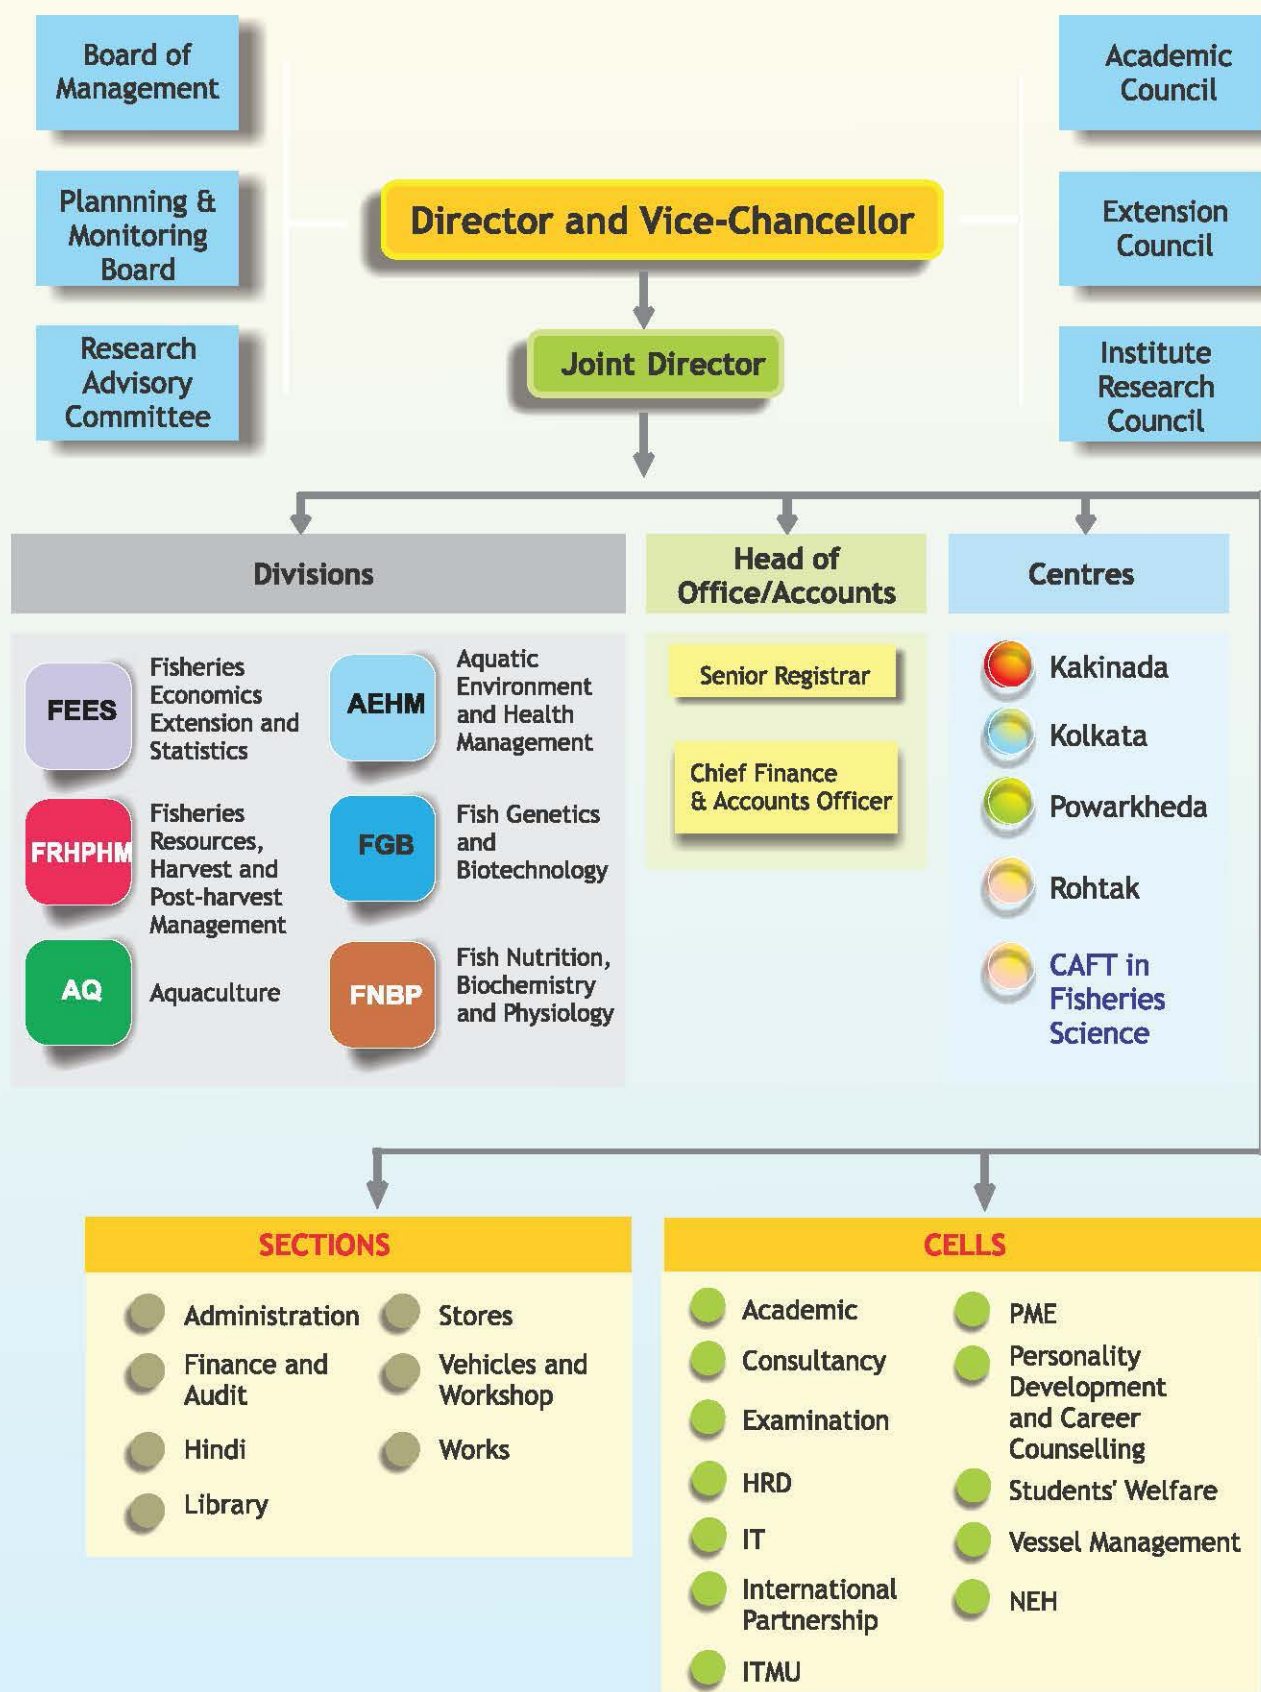 Board of
Management
Plannning &
Monitoring
Board
Research
Advisory
Committee
Director and Vice-Chancellor
Joint Director
Academic
Council
Extension
Council
Institute
Research
Council
Divisions
FEES
Fisheries
Economics
Extension and
Statistics
AEHM
Aquatic
Environment
and Health
Management
FRHPHM
Fisheries
Resources,
Harvest and
Post-harvest
Management
FGB
Fish Genetics
and
Biotechnology
AQ
Aquaculture
FNBP
Fish Nutrition,
Biochemistry
and Physiology
Head of
Office/Accounts
Senior Registrar
Chief Finance
& Accounts Officer
Centres
Kakinada
Kolkata
Powarkheda
Rohtak
CAFT in
Fisheries
Science
SECTIONS
Administration
Finance and
Audit
Hindi
Library
Stores
Vehicles and
Workshop
Works
CELLS
Academic
Consultancy
Examination
HRD
IT
International
Partnership
ITMU
PME
Personality
Development
and Career
Counselling
Students' Welfare
Vessel Management
NEH